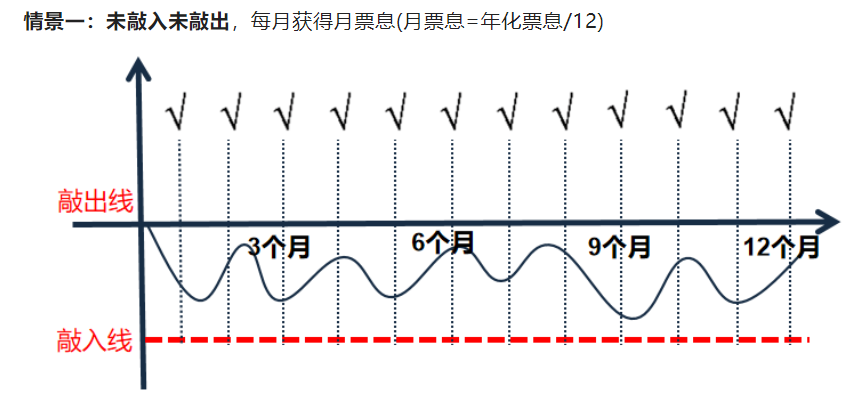 情景一：未敲入未敲出，每月获得月票息(月票息=年化票息/12)
√ √ √ √ √ √ √ √ √ √ √ √
敲出线
3个月 6个月 9个月 12个月
敲入线